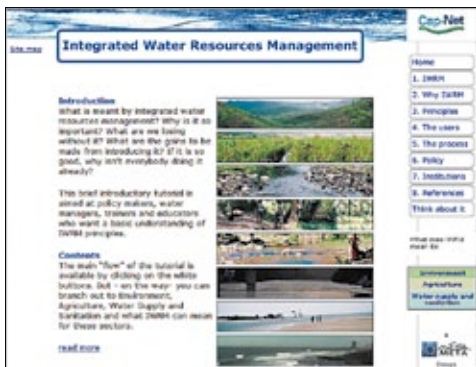 Cap-Net
Site map
Integrated Water Resources Management
Introduction
What is meant by integrated water
resources management? Why is it so
important? What are we losing
without it? What are the gains to be
made from introducing it? If it is so
good, why isn't everybody doing it
already?
This brief introductory tutorial is
aimed at policy makers, water
managers, trainers and educators
who want a basic understanding of
IWRM principles.
Contents
The main "flow" of the tutorial is
available by clicking on the white
buttons. But - on the way- you can
branch out to Environment,
Agriculture, Water Supply and
Sanitation and what IWRM can mean
for these sectors.
read more
Home
1. IWRM
2. Why IWRM
3. Principles
4. The users
5. The process
6. Policy
7. Institutions
8. References
Think about it
What does IWRM
mean to
Environment
Agriculture
Water supply and
sanitation
META